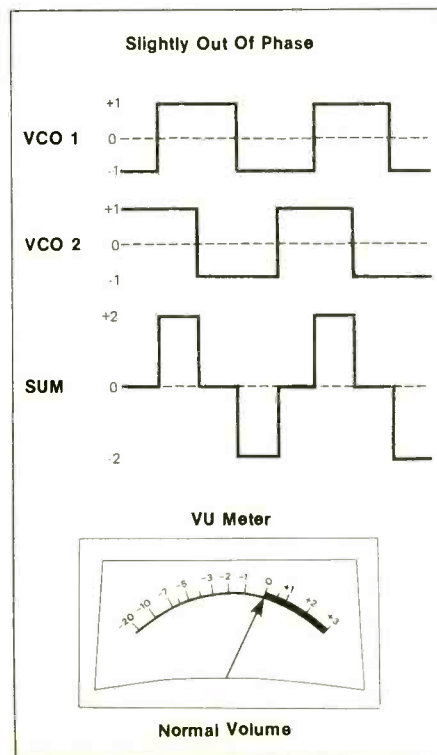 Slightly Out Of Phase
+1
VCO 1
0
-1
+1
VCO 2
0
-1
+2
SUM
0
-2
VU Meter
-20 -10 -7 -5 -3 -2 -1 0 +1 +2 +3
Normal Volume